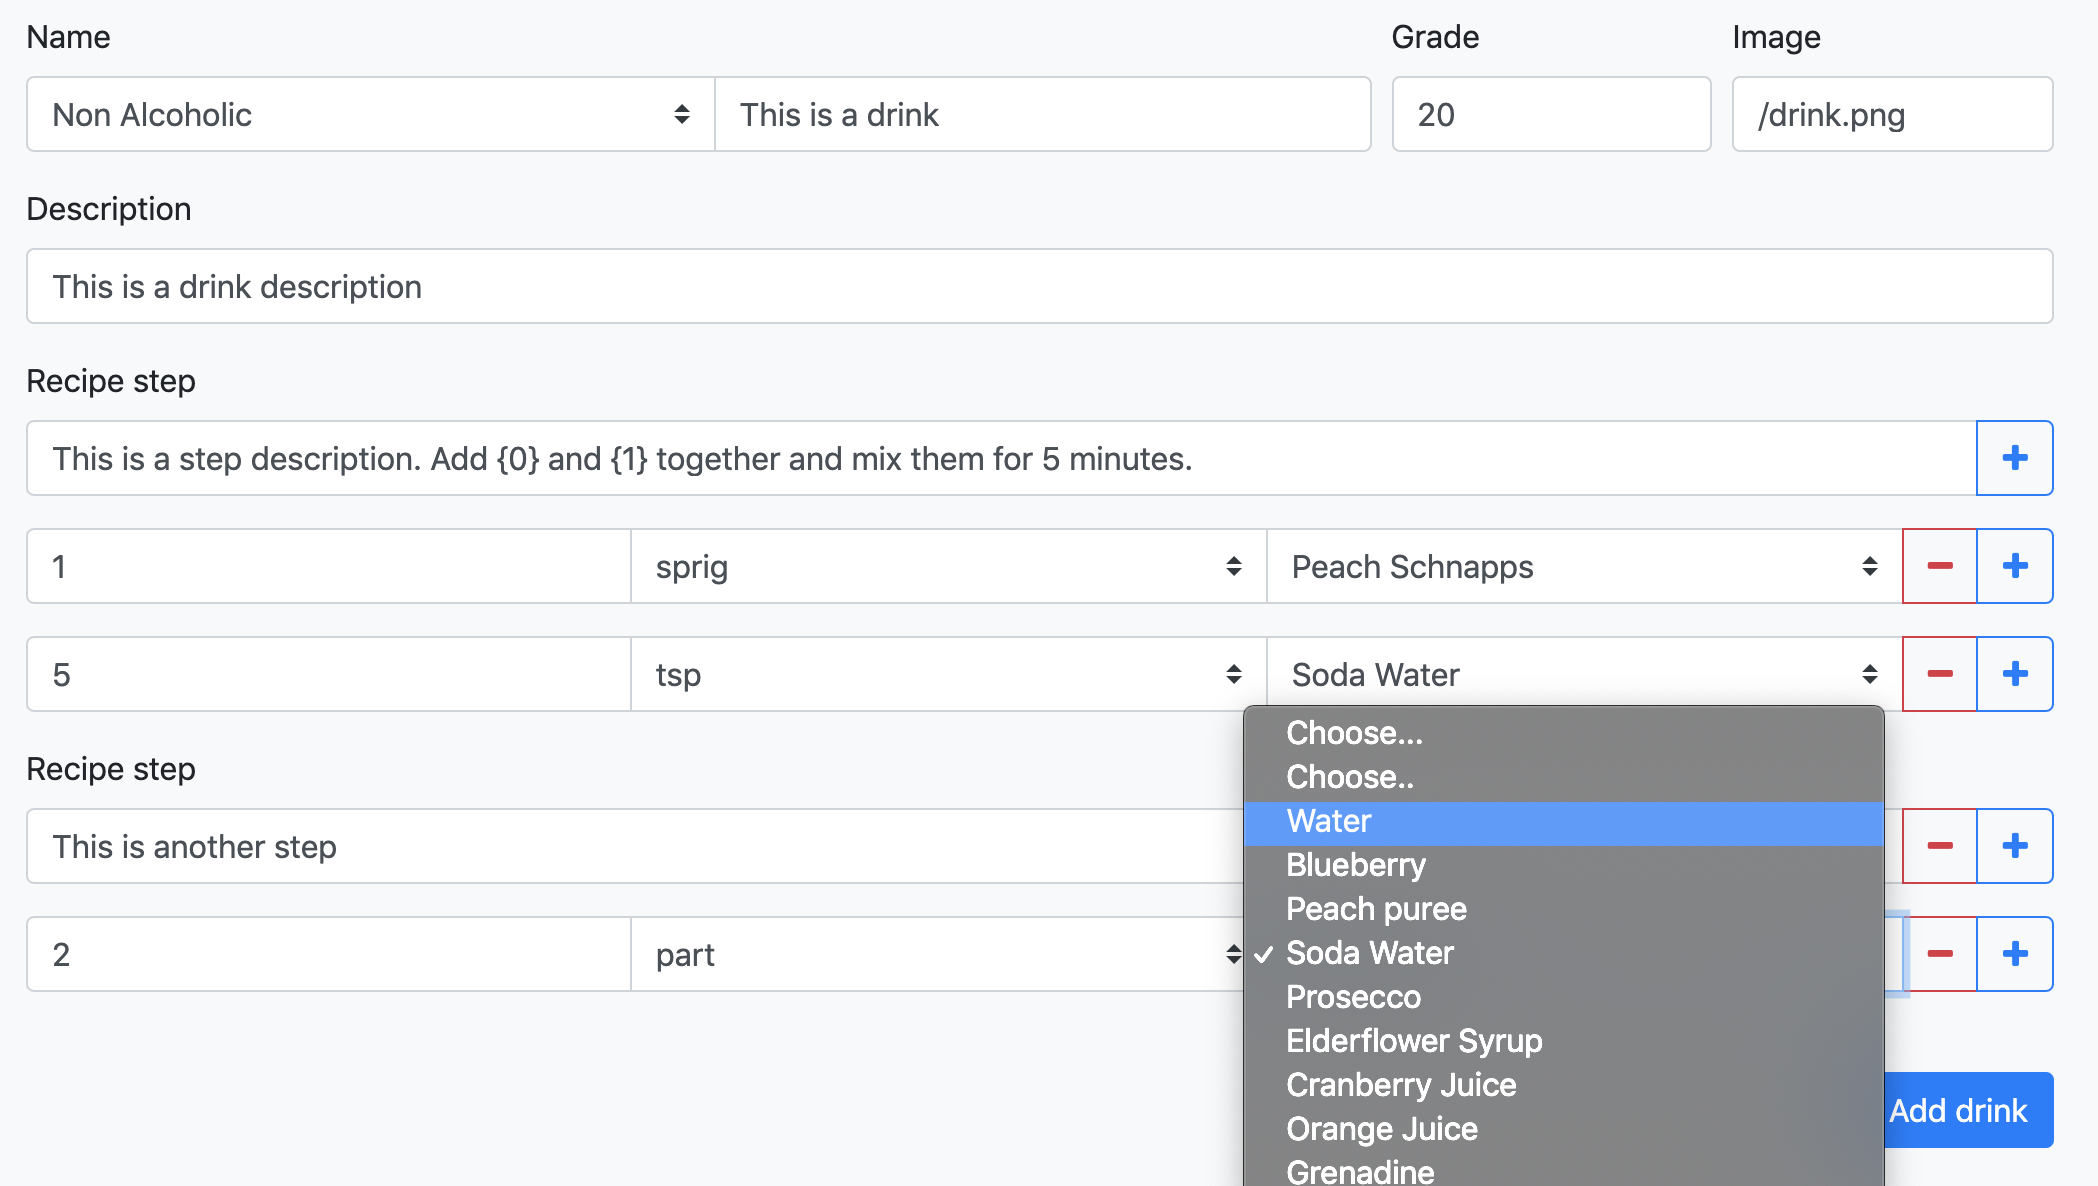 Name Grade Image
Non Alcoholic This is a drink 20 /drink.png
Description
This is a drink description
Recipe step
This is a step description. Add {0} and {1} together and mix them for 5 minutes.
1 sprig Peach Schnapps
5 tsp Soda Water
Choose...
Choose..
Water
Blueberry
Peach puree
Soda Water
Prosecco
Elderflower Syrup
Cranberry Juice
Orange Juice
Grenadine
Recipe step
This is another step
2 part
Add drink